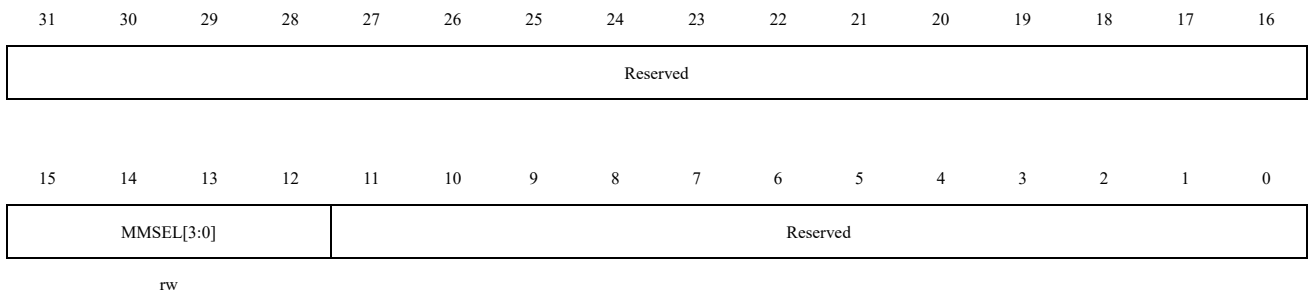 31 30 29 28 27 26 25 24 23 22 21 20 19 18 17 16
Reserved
15 14 13 12 11 10 9 8 7 6 5 4 3 2 1 0
MMSEL[3:0] Reserved
rw